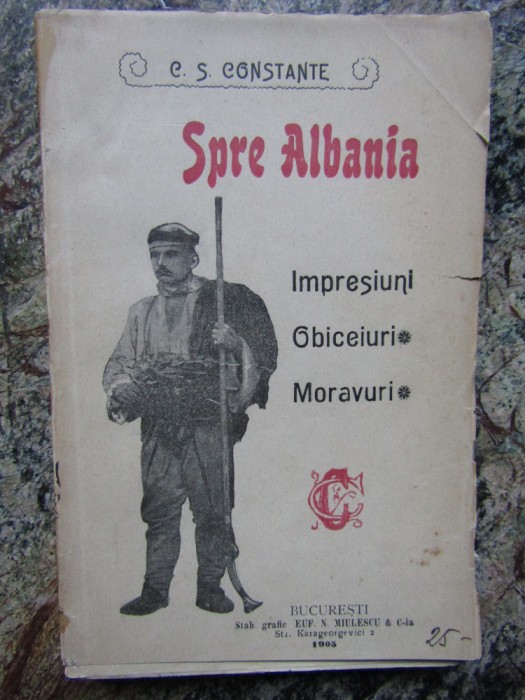 C. S. CONSTANTE
Spre Albania
Impresiuni
Obiceiuri
Moravuri
BUCUREȘTI
Stab grafic EUF. N. MIULESCU & C-ia
Str. Karageorgevici 2
1905
25-